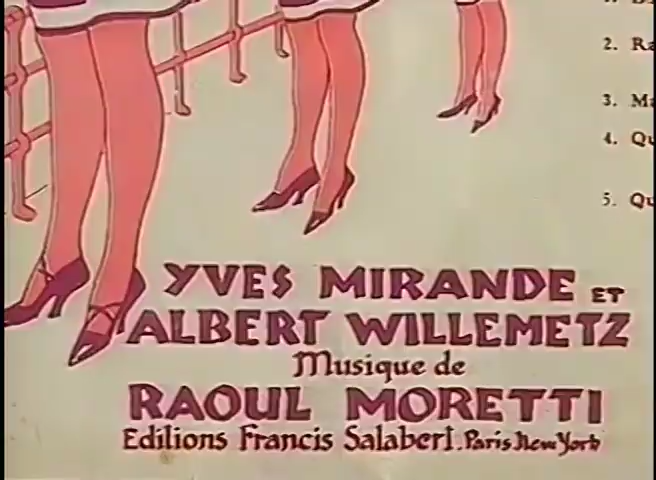 2. Ra
3. Ma
4. Qu
5. Qu
YVES MIRANDE ET
ALBERT WILLEMETZ
Musique de
RAOUL MORETTI
Editions Francis Salabert. Paris New York